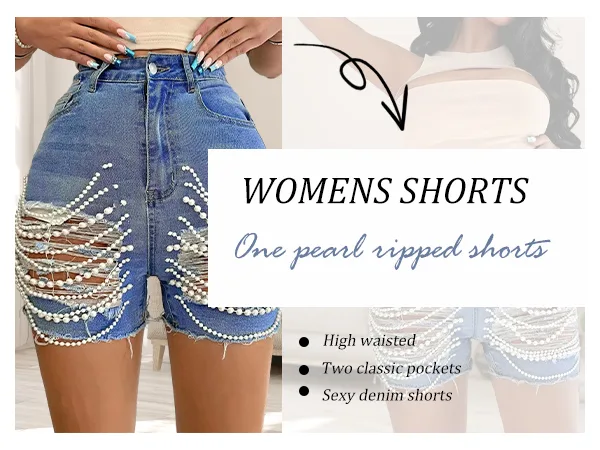 WOMENS SHORTS
One pearl ripped shorts
High waisted
Two classic pockets
Sexy denim shorts